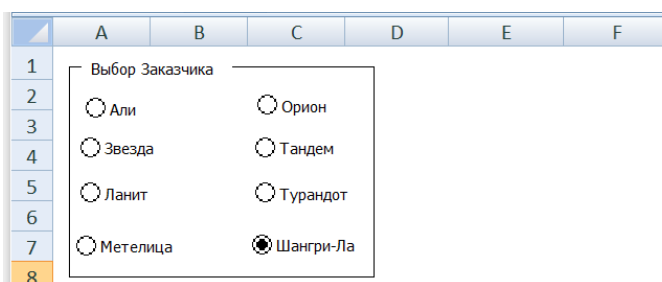 A B C D E F
1 Выбор Заказчика
2
Али Орион
3
4 Звезда Тандем
5 Ланит Турандот
6
7 Метелица Шангри-Ла
8